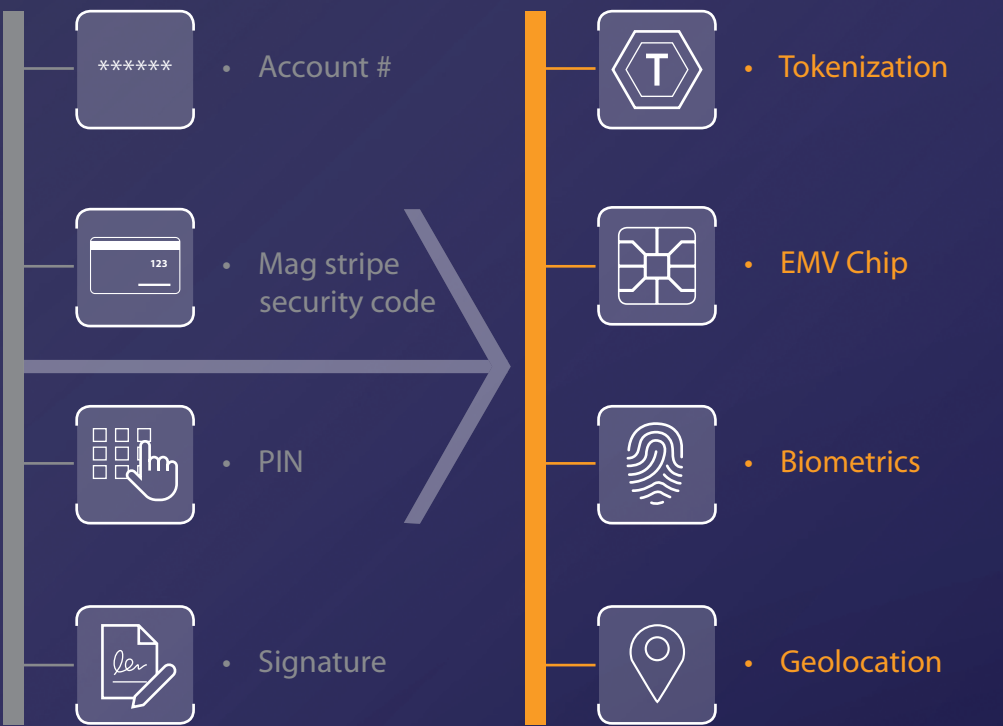 ******
• Account #
123
• Mag stripe
security code
• PIN
• Signature
T
• Tokenization
• EMV Chip
• Biometrics
• Geolocation